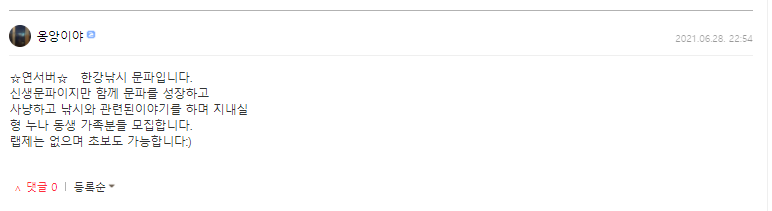 옹앙이야
2021.06.28. 22:54
☆연서버☆ 한강낚시 문파입니다.
신생문파이지만 함께 문파를 성장하고
사냥하고 낚시와 관련된이야기를 하며 지내실
형 누나 동생 가족분들 모집합니다.
랩제는 없으며 초보도 가능합니다:)
댓글 0 등록순